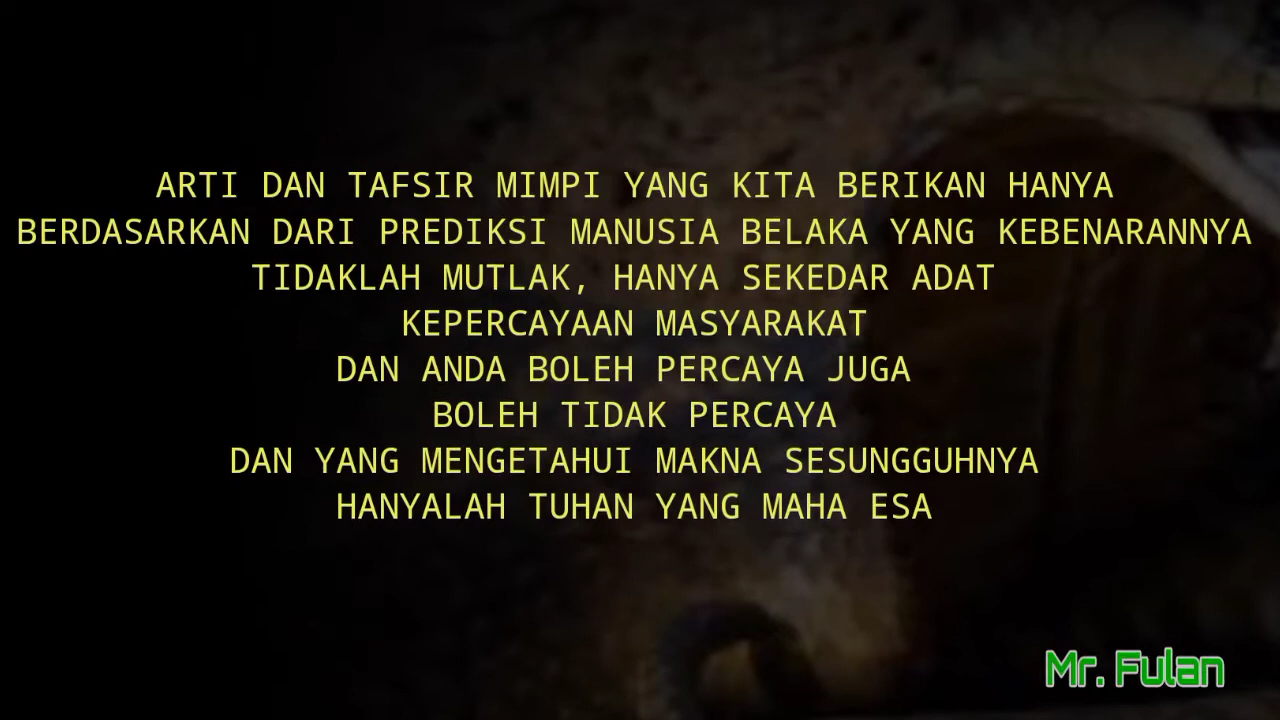 ARTI DAN TAFSIR MIMPI YANG KITA BERIKAN HANYA
BERDASARKAN DARI PREDIKSI MANUSIA BELAKA YANG KEBENARANNYA
TIDAKLAH MUTLAK, HANYA SEKEDAR ADAT
KEPERCAYAAN MASYARAKAT
DAN ANDA BOLEH PERCAYA JUGA
BOLEH TIDAK PERCAYA
DAN YANG MENGETAHUI MAKNA SESUNGGUHNYA
HANYALAH TUHAN YANG MAHA ESA
Mr. Fulan